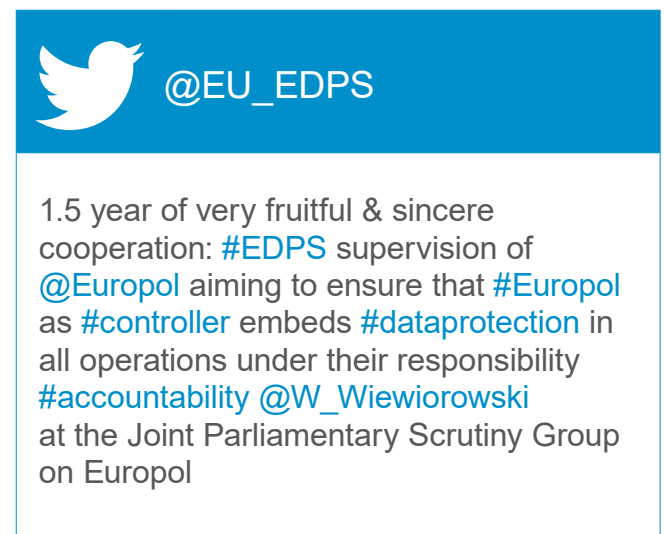 @EU_EDPS
1.5 year of very fruitful & sincere
cooperation: #EDPS supervision of
@Europol aiming to ensure that #Europol
as #controller embeds #dataprotection in
all operations under their responsibility
#accountability @W_Wiewiorowski
at the Joint Parliamentary Scrutiny Group
on Europol